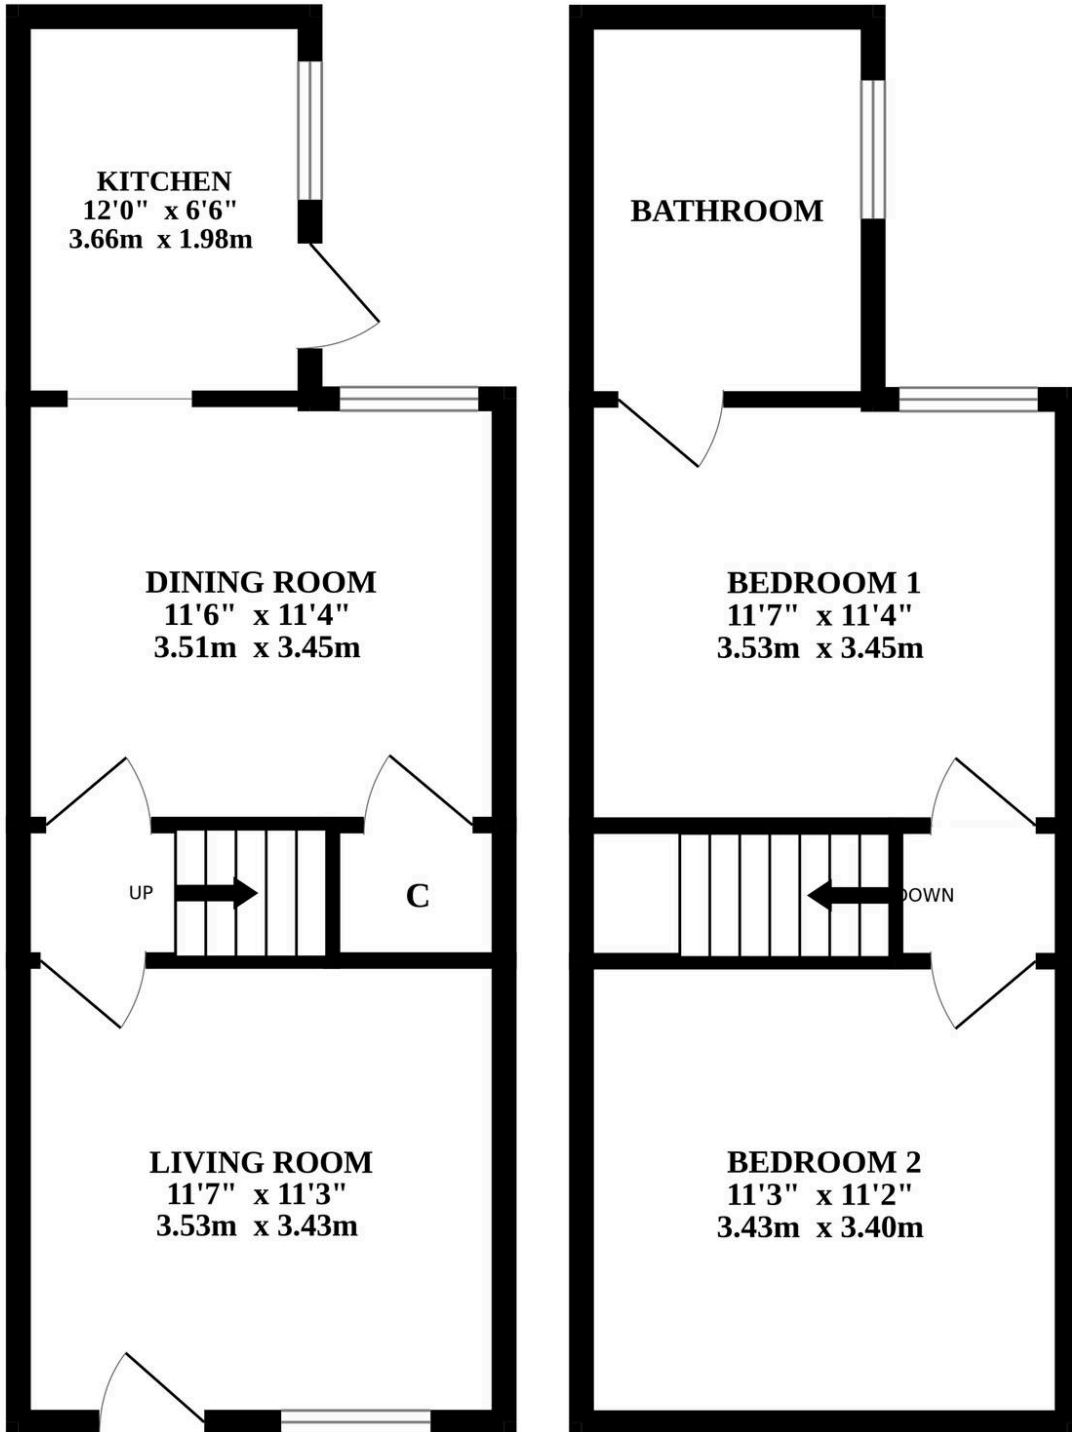 KITCHEN
12'0" x 6'6"
3.66m x 1.98m
DINING ROOM
11'6" x 11'4"
3.51m x 3.45m
UP
C
LIVING ROOM
11'7" x 11'3"
3.53m x 3.43m
BATHROOM
BEDROOM 1
11'7" x 11'4"
3.53m x 3.45m
DOWN
BEDROOM 2
11'3" x 11'2"
3.43m x 3.40m